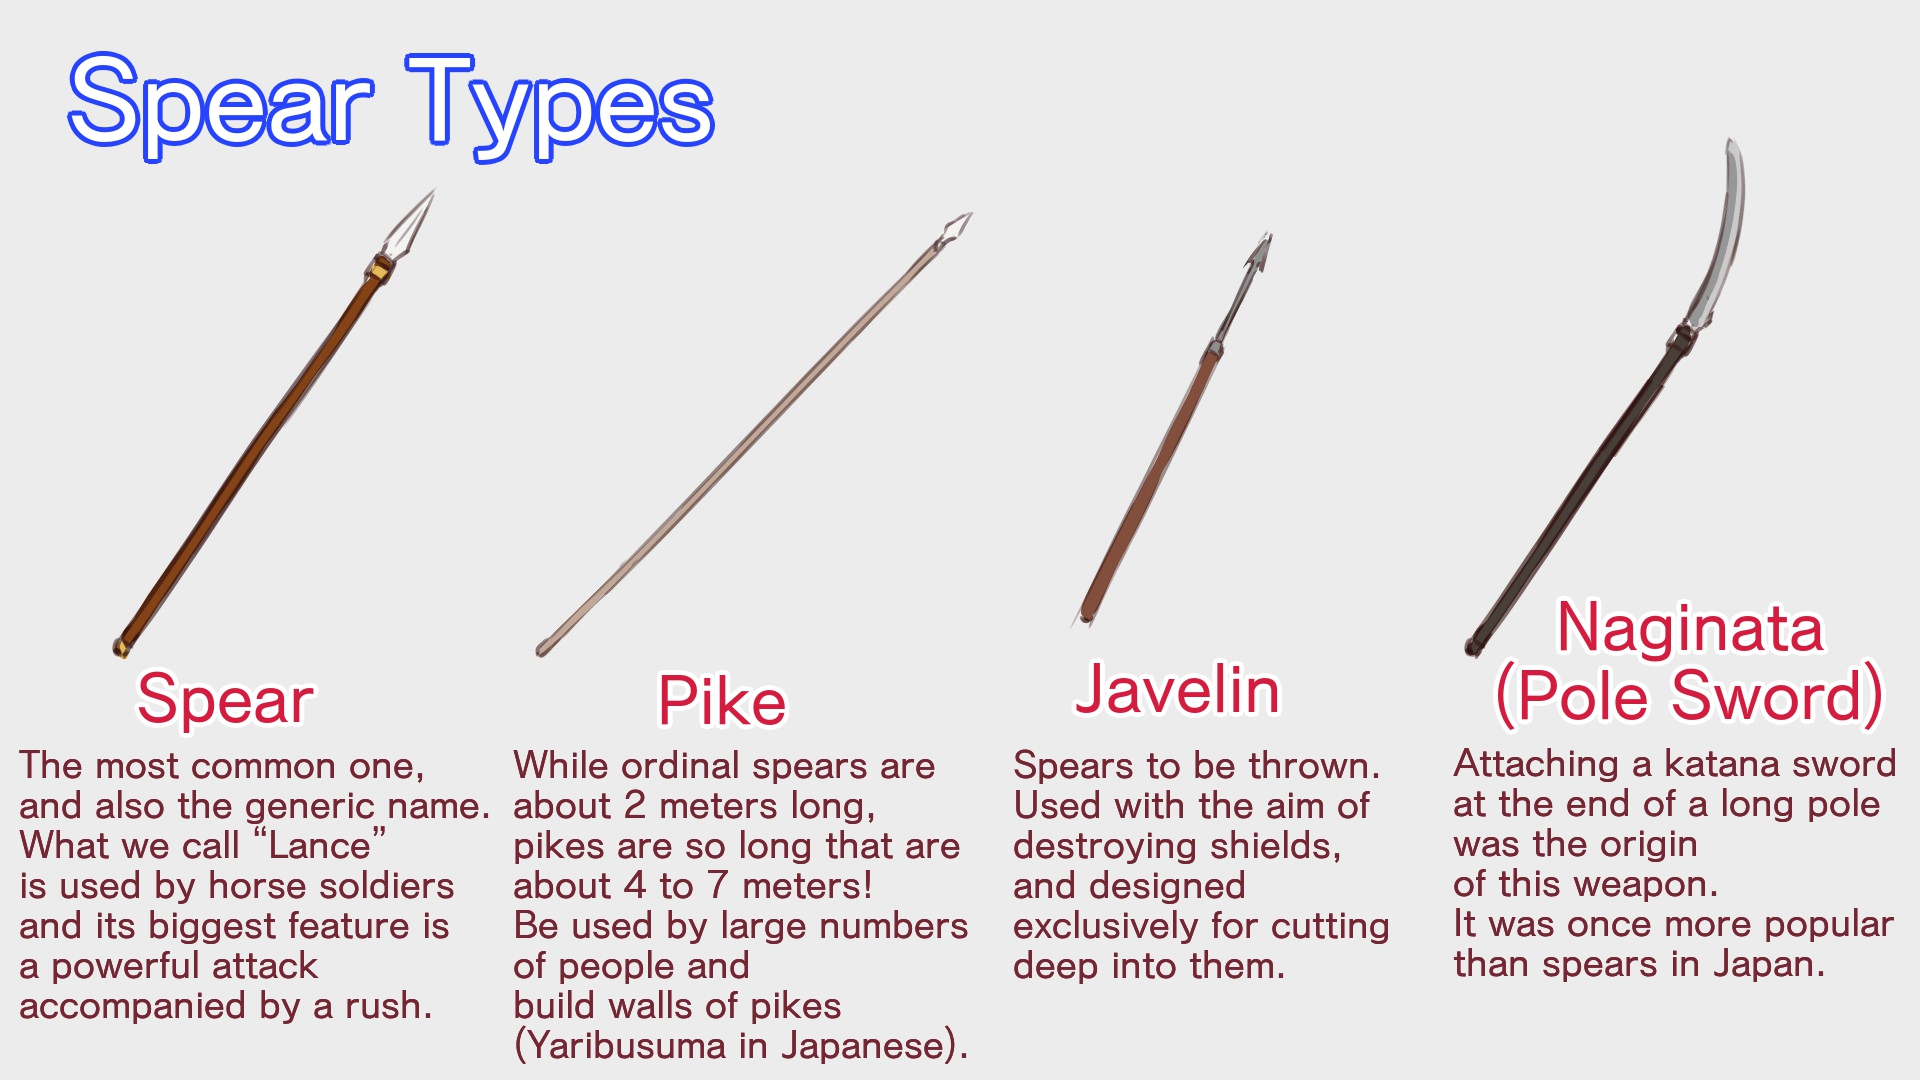 Spear Types
Spear
The most common one,
and also the generic name.
What we call “Lance”
is used by horse soldiers
and its biggest feature is
a powerful attack
accompanied by a rush.
Pike
While ordinal spears are
about 2 meters long,
pikes are so long that are
about 4 to 7 meters!
Be used by large numbers
of people and
build walls of pikes
(Yaribusuma in Japanese).
Javelin
Spears to be thrown.
Used with the aim of
destroying shields,
and designed
exclusively for cutting
deep into them.
Naginata
(Pole Sword)
Attaching a katana sword
at the end of a long pole
was the origin
of this weapon.
It was once more popular
than spears in Japan.